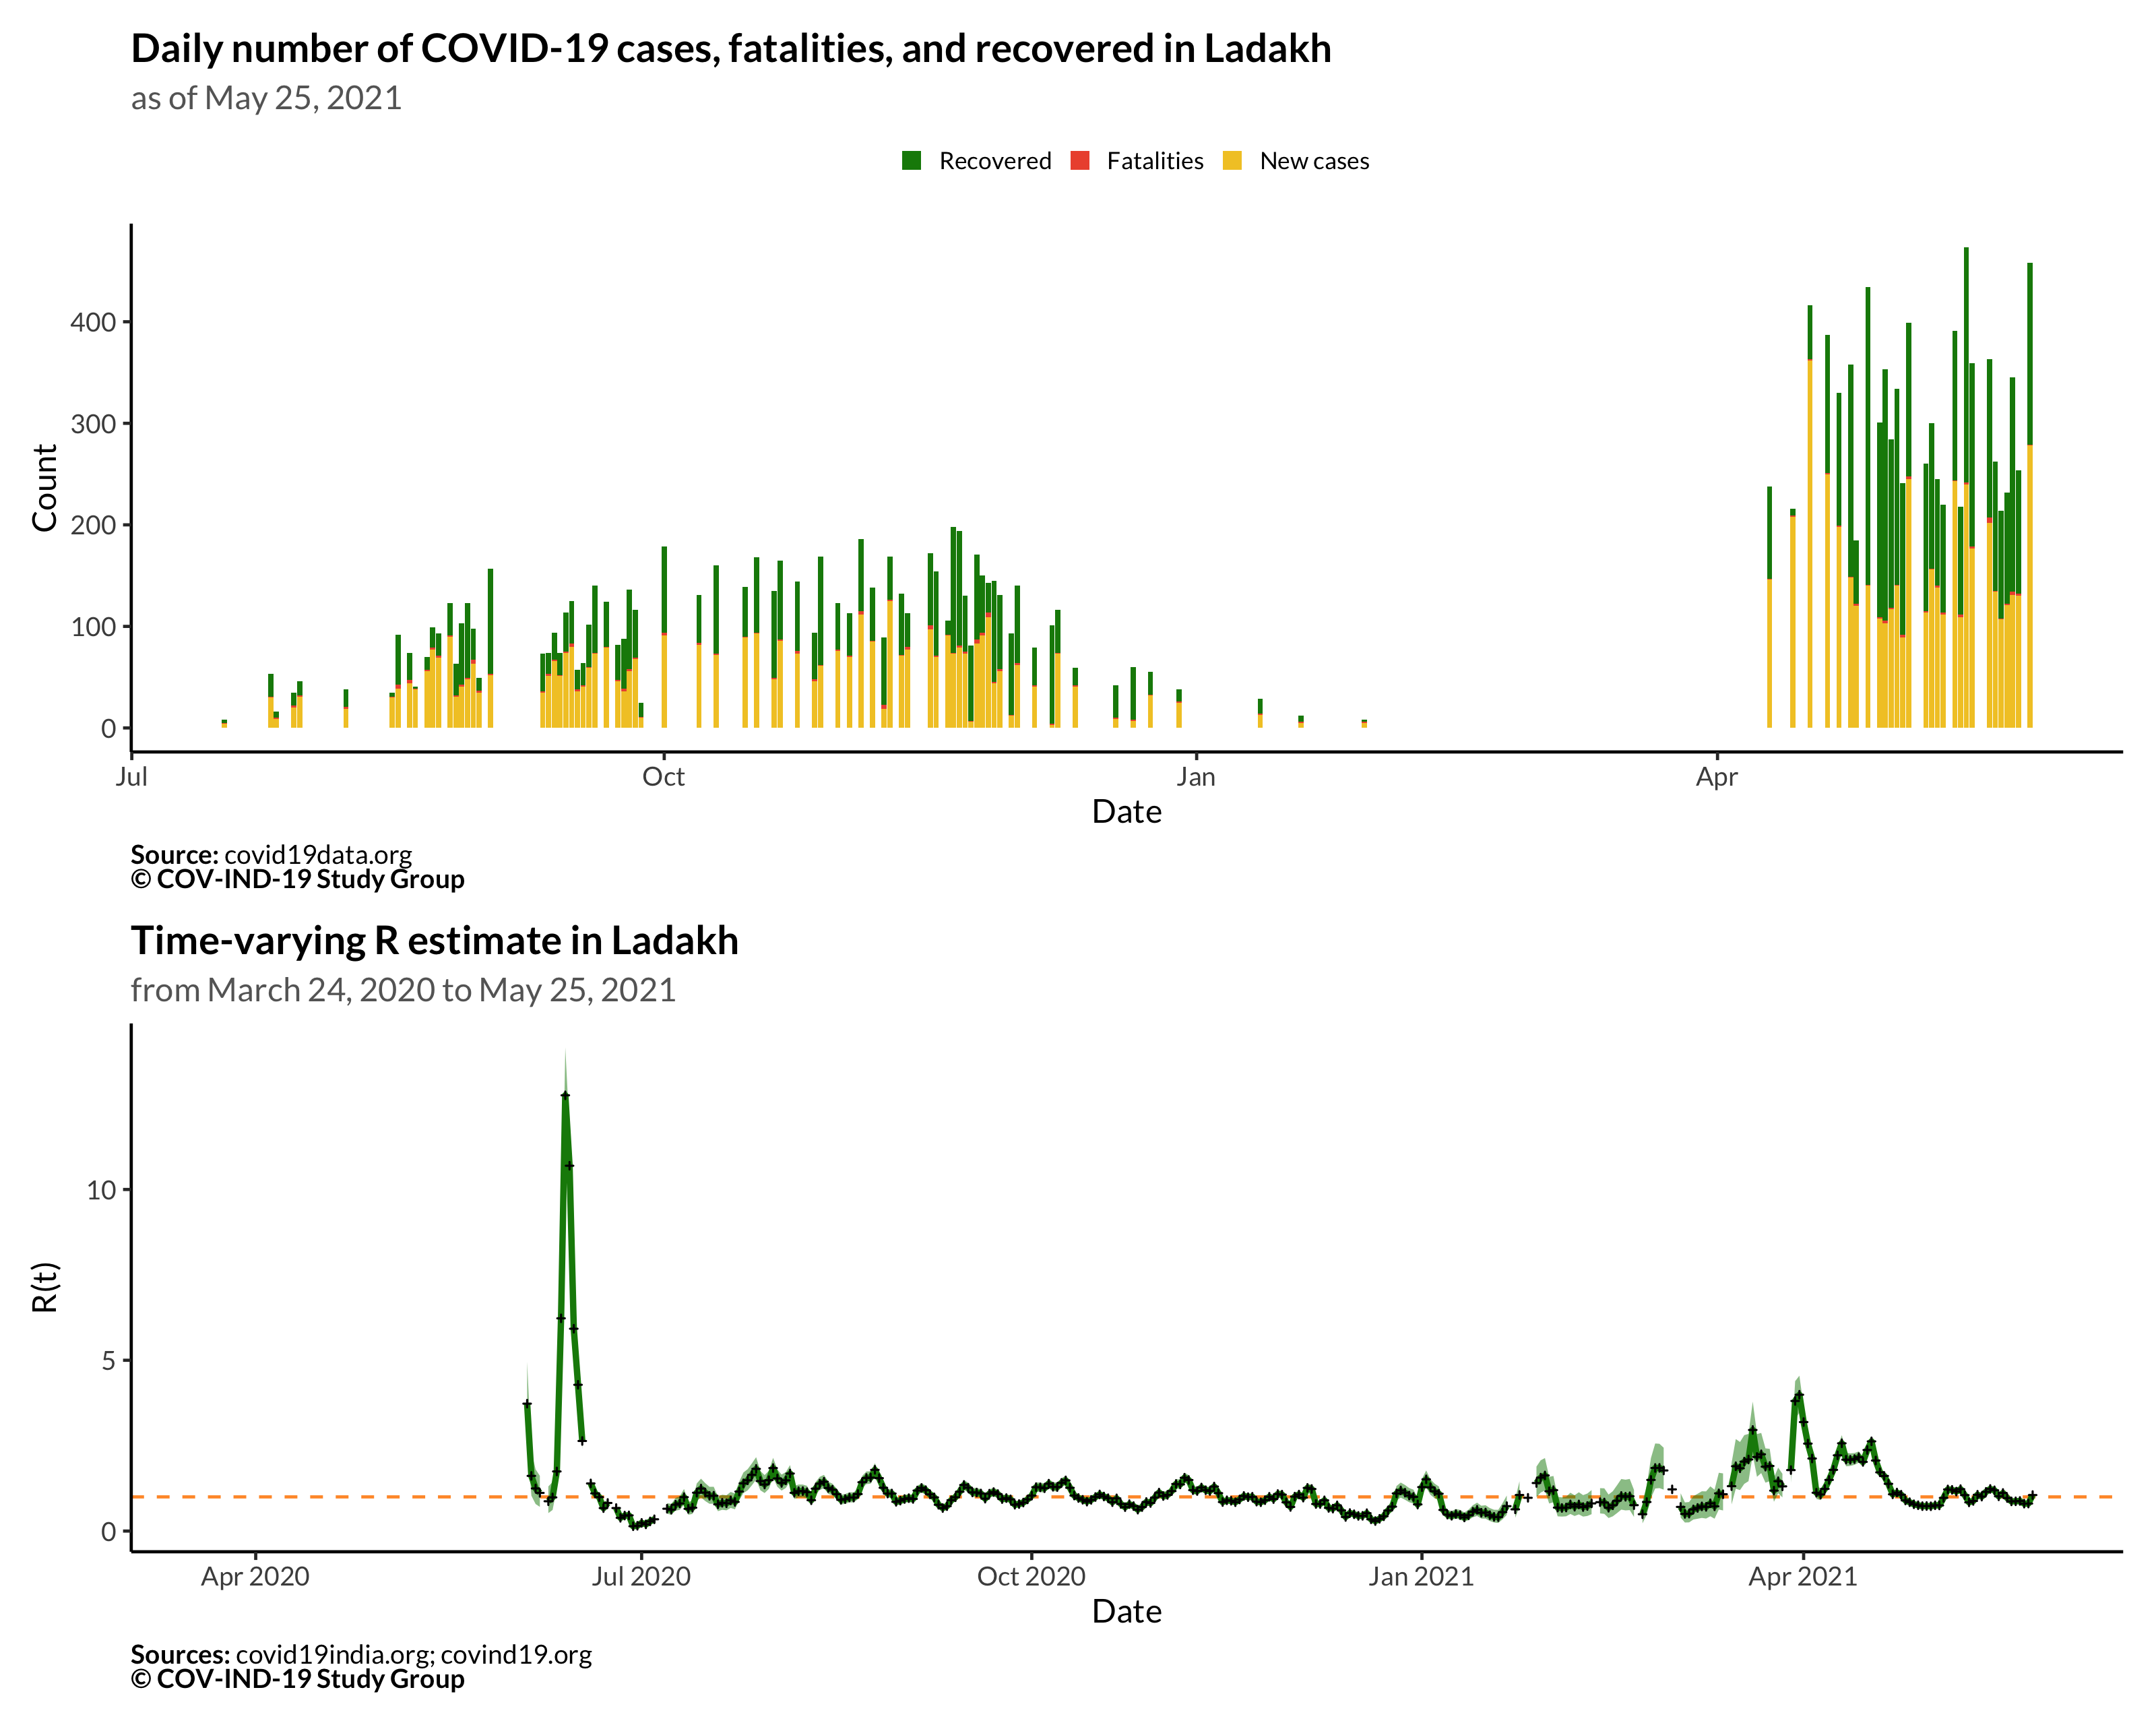 Daily number of COVID-19 cases, fatalities, and recovered in Ladakh
as of May 25, 2021
Recovered Fatalities New cases
Count
400
300
200
100
0
Jul Oct Jan Apr
Date
Source: covid19data.org
© COV-IND-19 Study Group
Time-varying R estimate in Ladakh
from March 24, 2020 to May 25, 2021
R(t)
10
5
0
Apr 2020 Jul 2020 Oct 2020 Jan 2021 Apr 2021
Date
Sources: covid19india.org; covind19.org
© COV-IND-19 Study Group